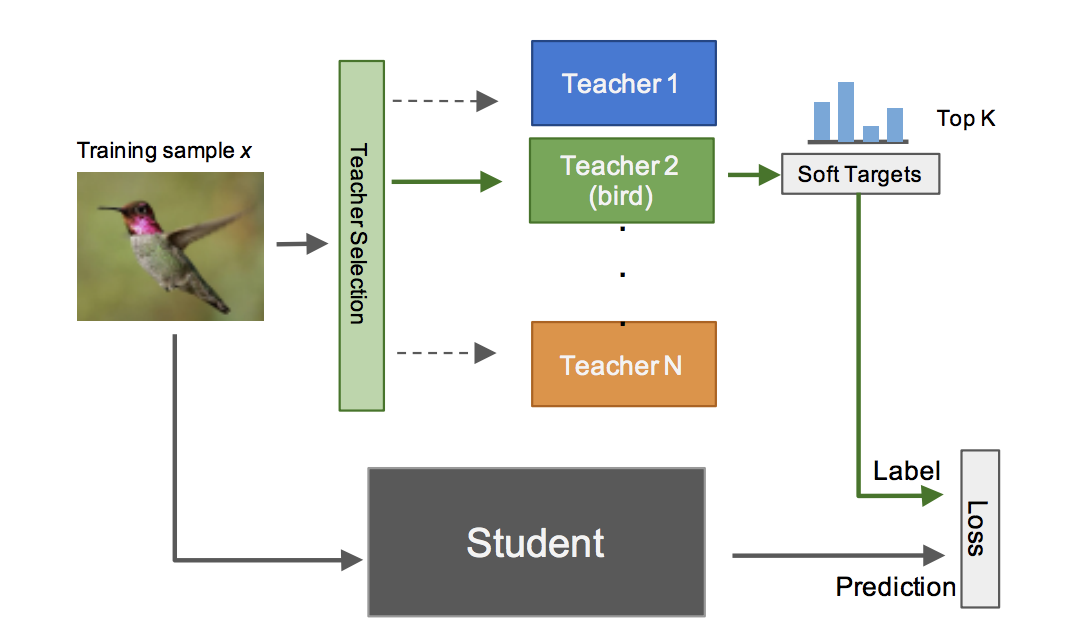 Training sample x
Teacher Selection
Teacher 1
Teacher 2
(bird)
.
.
.
Teacher N
Top K
Soft Targets
Student
Label
Prediction
Loss